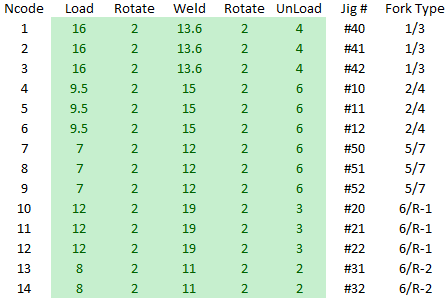 Ncode Load Rotate Weld Rotate UnLoad Jig # Fork Type
1 16 2 13.6 2 4 #40 1/3
2 16 2 13.6 2 4 #41 1/3
3 16 2 13.6 2 4 #42 1/3
4 9.5 2 15 2 6 #10 2/4
5 9.5 2 15 2 6 #11 2/4
6 9.5 2 15 2 6 #12 2/4
7 7 2 12 2 6 #50 5/7
8 7 2 12 2 6 #51 5/7
9 7 2 12 2 6 #52 5/7
10 12 2 19 2 3 #20 6/R-1
11 12 2 19 2 3 #21 6/R-1
12 12 2 19 2 3 #22 6/R-1
13 8 2 11 2 2 #31 6/R-2
14 8 2 11 2 2 #32 6/R-2